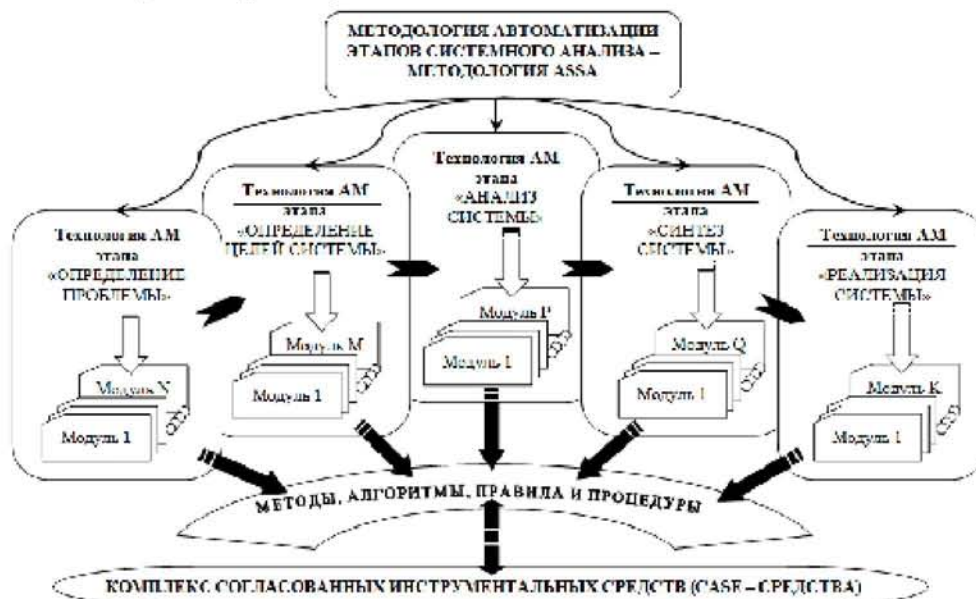 МЕТОДОЛОГИЯ АВТОМАТИЗАЦИИ
ЭТАПОВ СИСТЕМНОГО АНАЛИЗА –
МЕТОДОЛОГИЯ ASSA
Технология АМ
этапа
«ОПРЕДЕЛЕНИЕ
ПРОБЛЕМЫ»
Модуль N
Модуль 1
Технология АМ
этапа
«ОПРЕДЕЛЕНИЕ
ЦЕЛЕЙ СИСТЕМЫ»
Модуль M
Модуль 1
Технология АМ
этапа
«АНАЛИЗ
СИСТЕМЫ»
Модуль P
Модуль 1
Технология АМ
этапа
«СИНТЕЗ
СИСТЕМЫ»
Модуль Q
Модуль 1
Технология АМ
этапа
«РЕАЛИЗАЦИЯ
СИСТЕМЫ»
Модуль K
Модуль 1
МЕТОДЫ, АЛГОРИТМЫ, ПРАВИЛА И ПРОЦЕДУРЫ
КОМПЛЕКС СОГЛАСОВАННЫХ ИНСТРУМЕНТАЛЬНЫХ СРЕДСТВ (CASE – СРЕДСТВА)